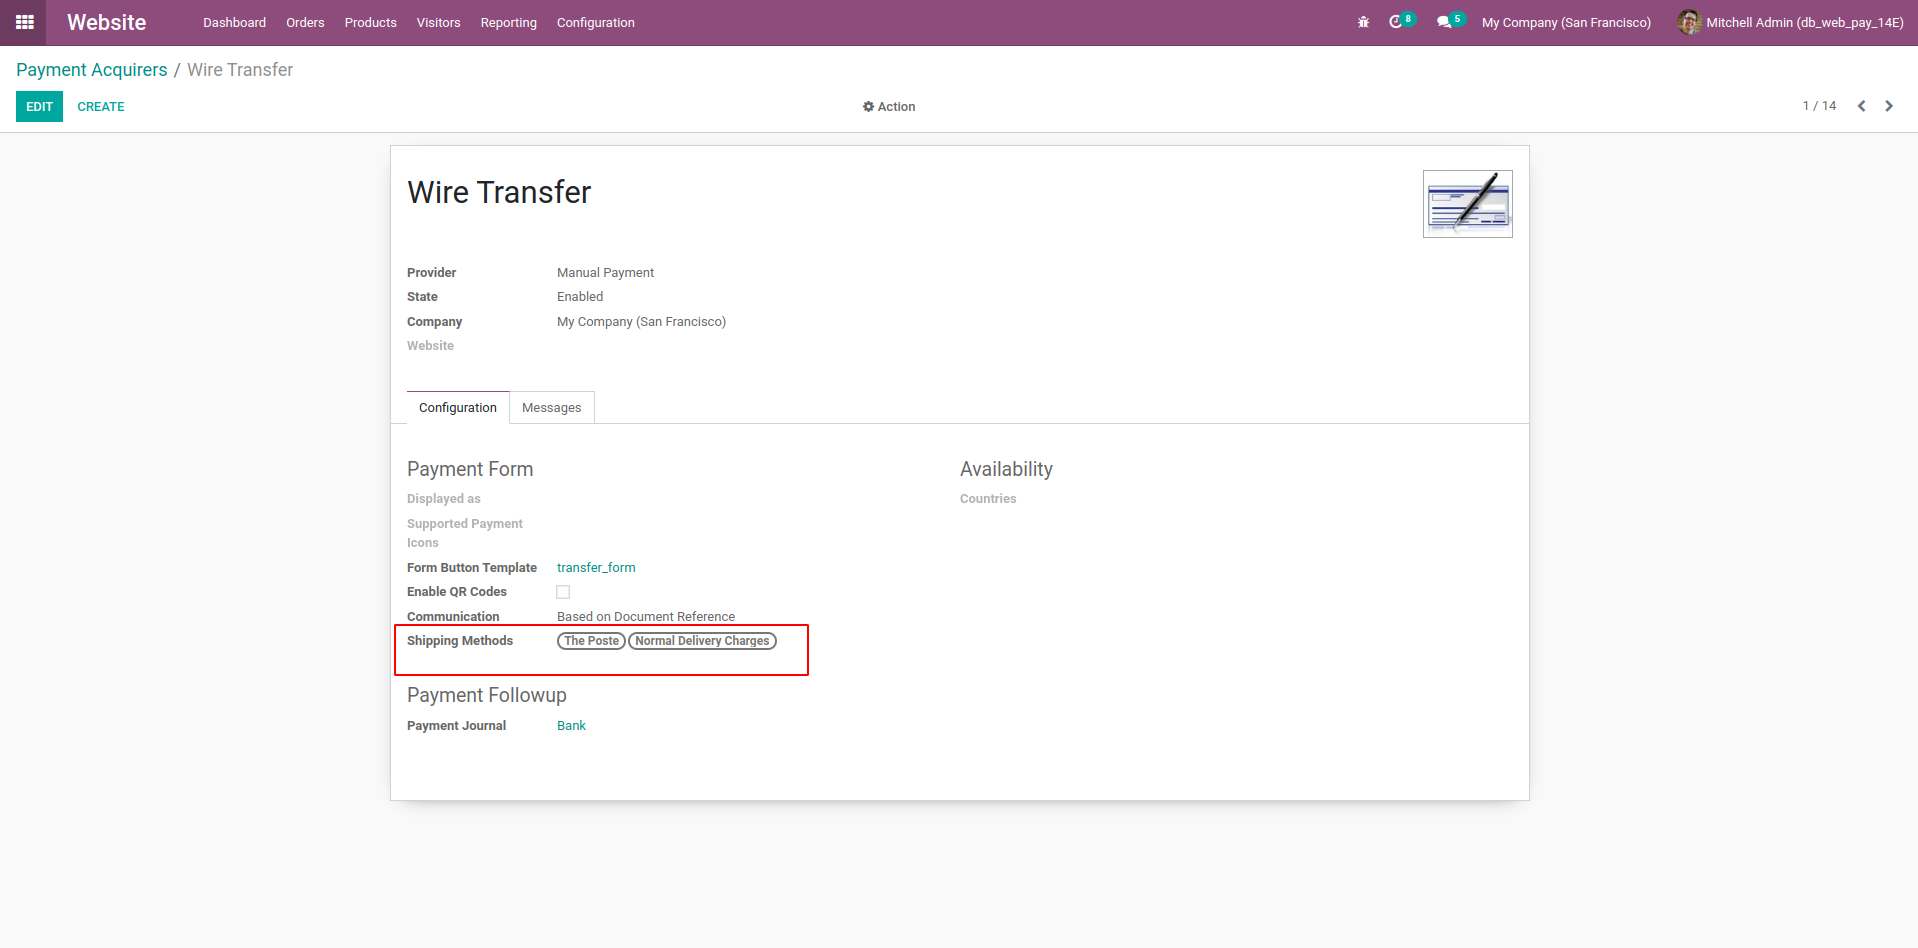 Website Dashboard Orders Products Visitors Reporting Configuration 8 5 My Company (San Francisco) Mitchell Admin (db_web_pay_14E)
Payment Acquirers / Wire Transfer
EDIT CREATE Action 1 / 14
Wire Transfer
Provider Manual Payment
State Enabled
Company My Company (San Francisco)
Website
Configuration Messages
Payment Form Availability
Displayed as Countries
Supported Payment
Icons
Form Button Template transfer_form
Enable QR Codes
Communication Based on Document Reference
Shipping Methods The Poste Normal Delivery Charges
Payment Followup
Payment Journal Bank